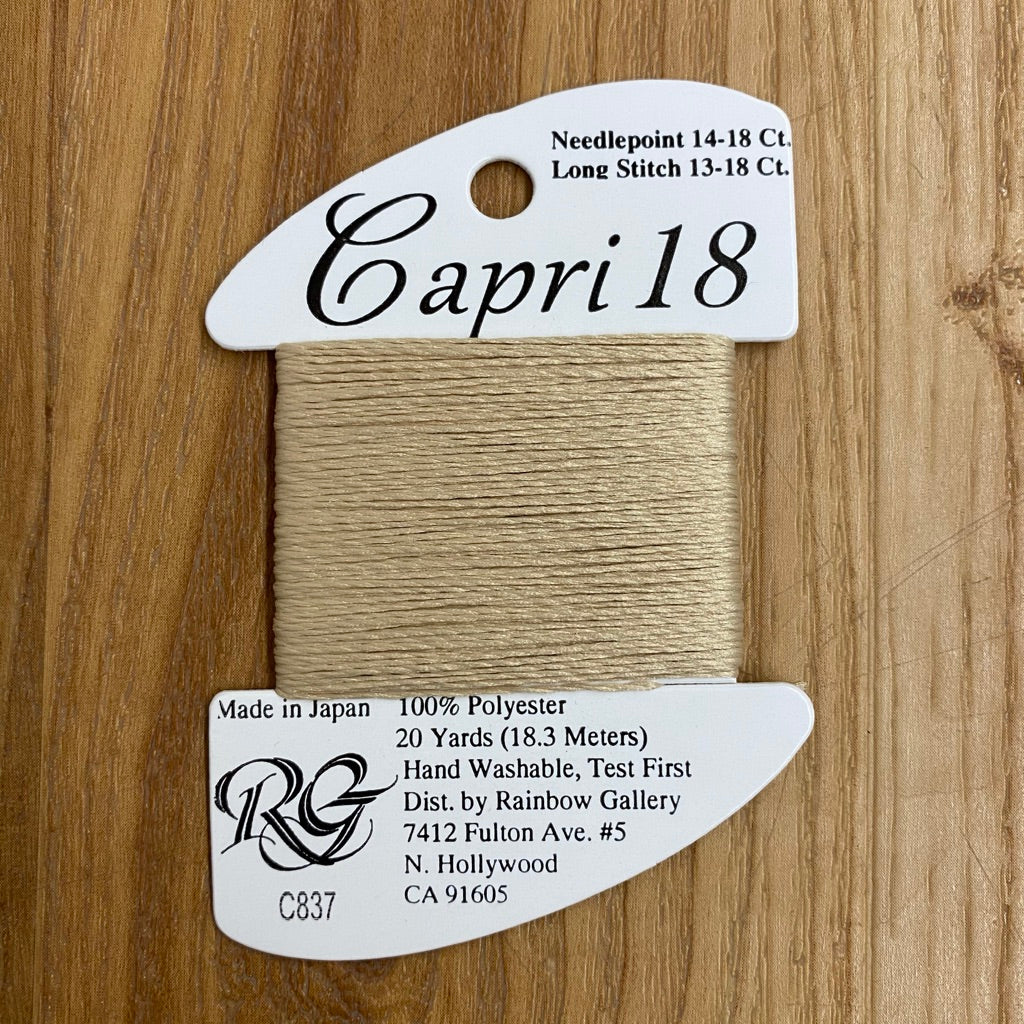 Needlepoint 14-18 Ct.
Long Stitch 13-18 Ct.
Capri 18
Made in Japan
100% Polyester
20 Yards (18.3 Meters)
Hand Washable, Test First
Dist. by Rainbow Gallery
7412 Fulton Ave. #5
N. Hollywood
CA 91605
RG
C837